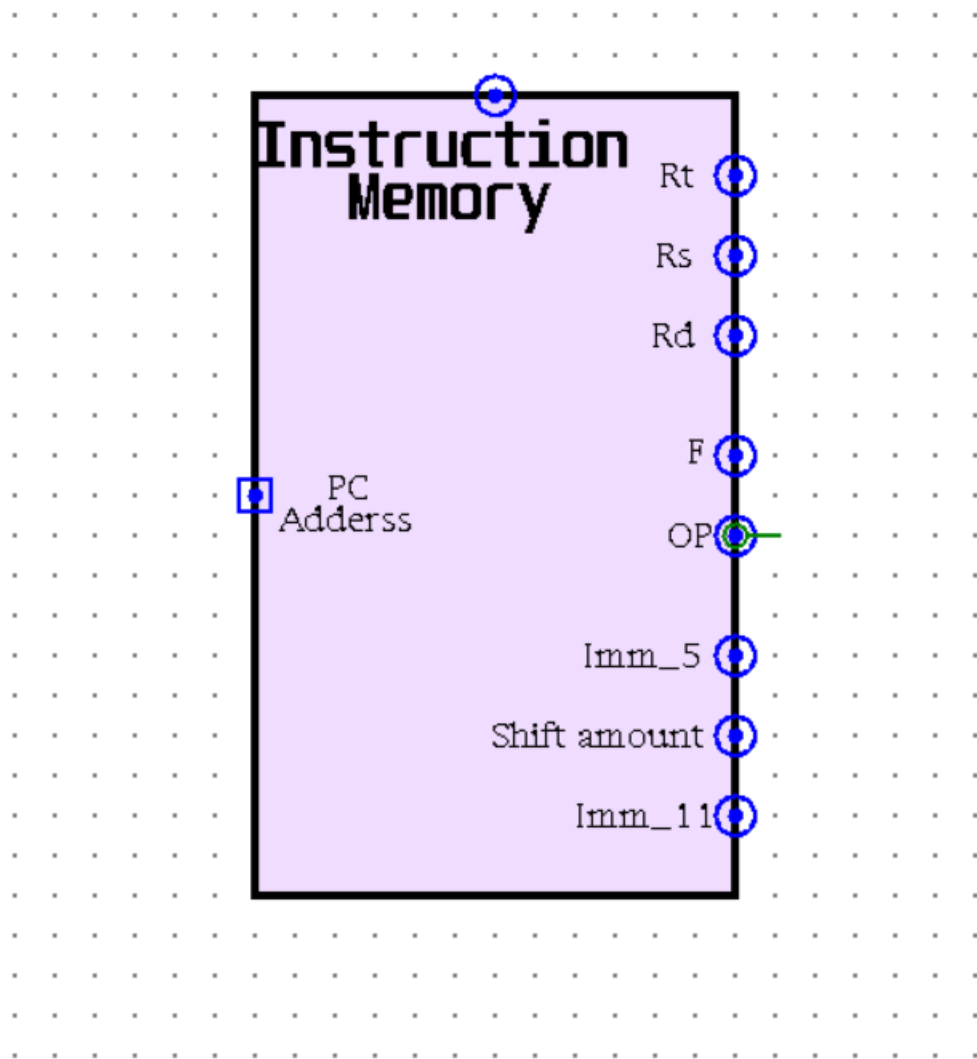 Instruction
Memory
Rt
Rs
Rd
F
PC
Adderss
OP
Imm_5
Shift amount
Imm_11